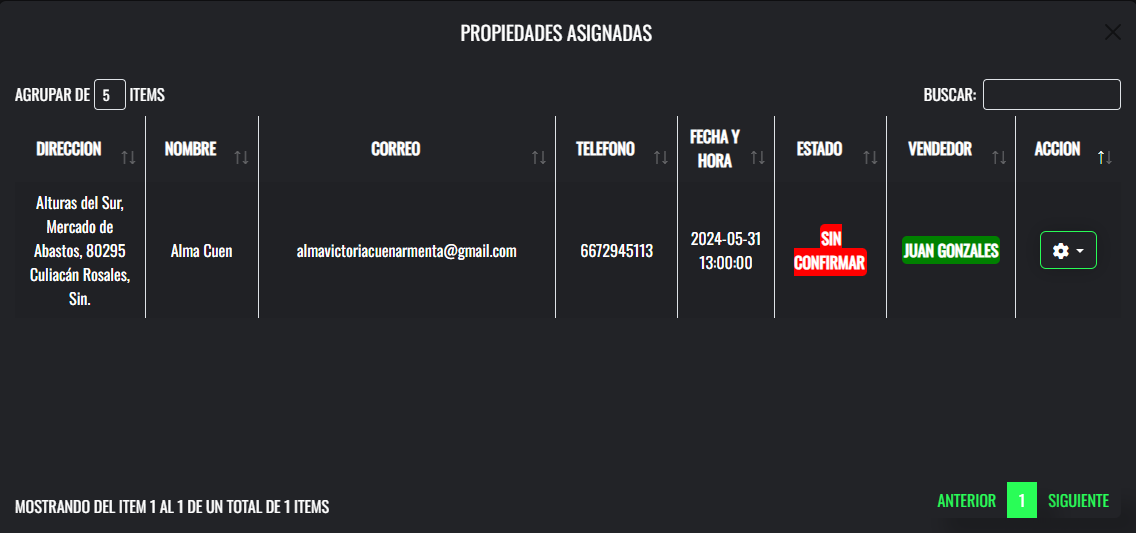 PROPIEDADES ASIGNADAS
AGRUPAR DE 5 ITEMS
BUSCAR:
DIRECCION
NOMBRE
CORREO
TELEFONO
FECHA Y
HORA
ESTADO
VENDEDOR
ACCION
Alturas del Sur,
Mercado de
Abastos, 80295
Culiacán Rosales,
Sin.
Alma Cuen
almavictoriacuenarmenta@gmail.com
6672945113
2024-05-31
13:00:00
SIN
CONFIRMAR
JUAN GONZALES
MOSTRANDO DEL ITEM 1 AL 1 DE UN TOTAL DE 1 ITEMS
ANTERIOR 1 SIGUIENTE